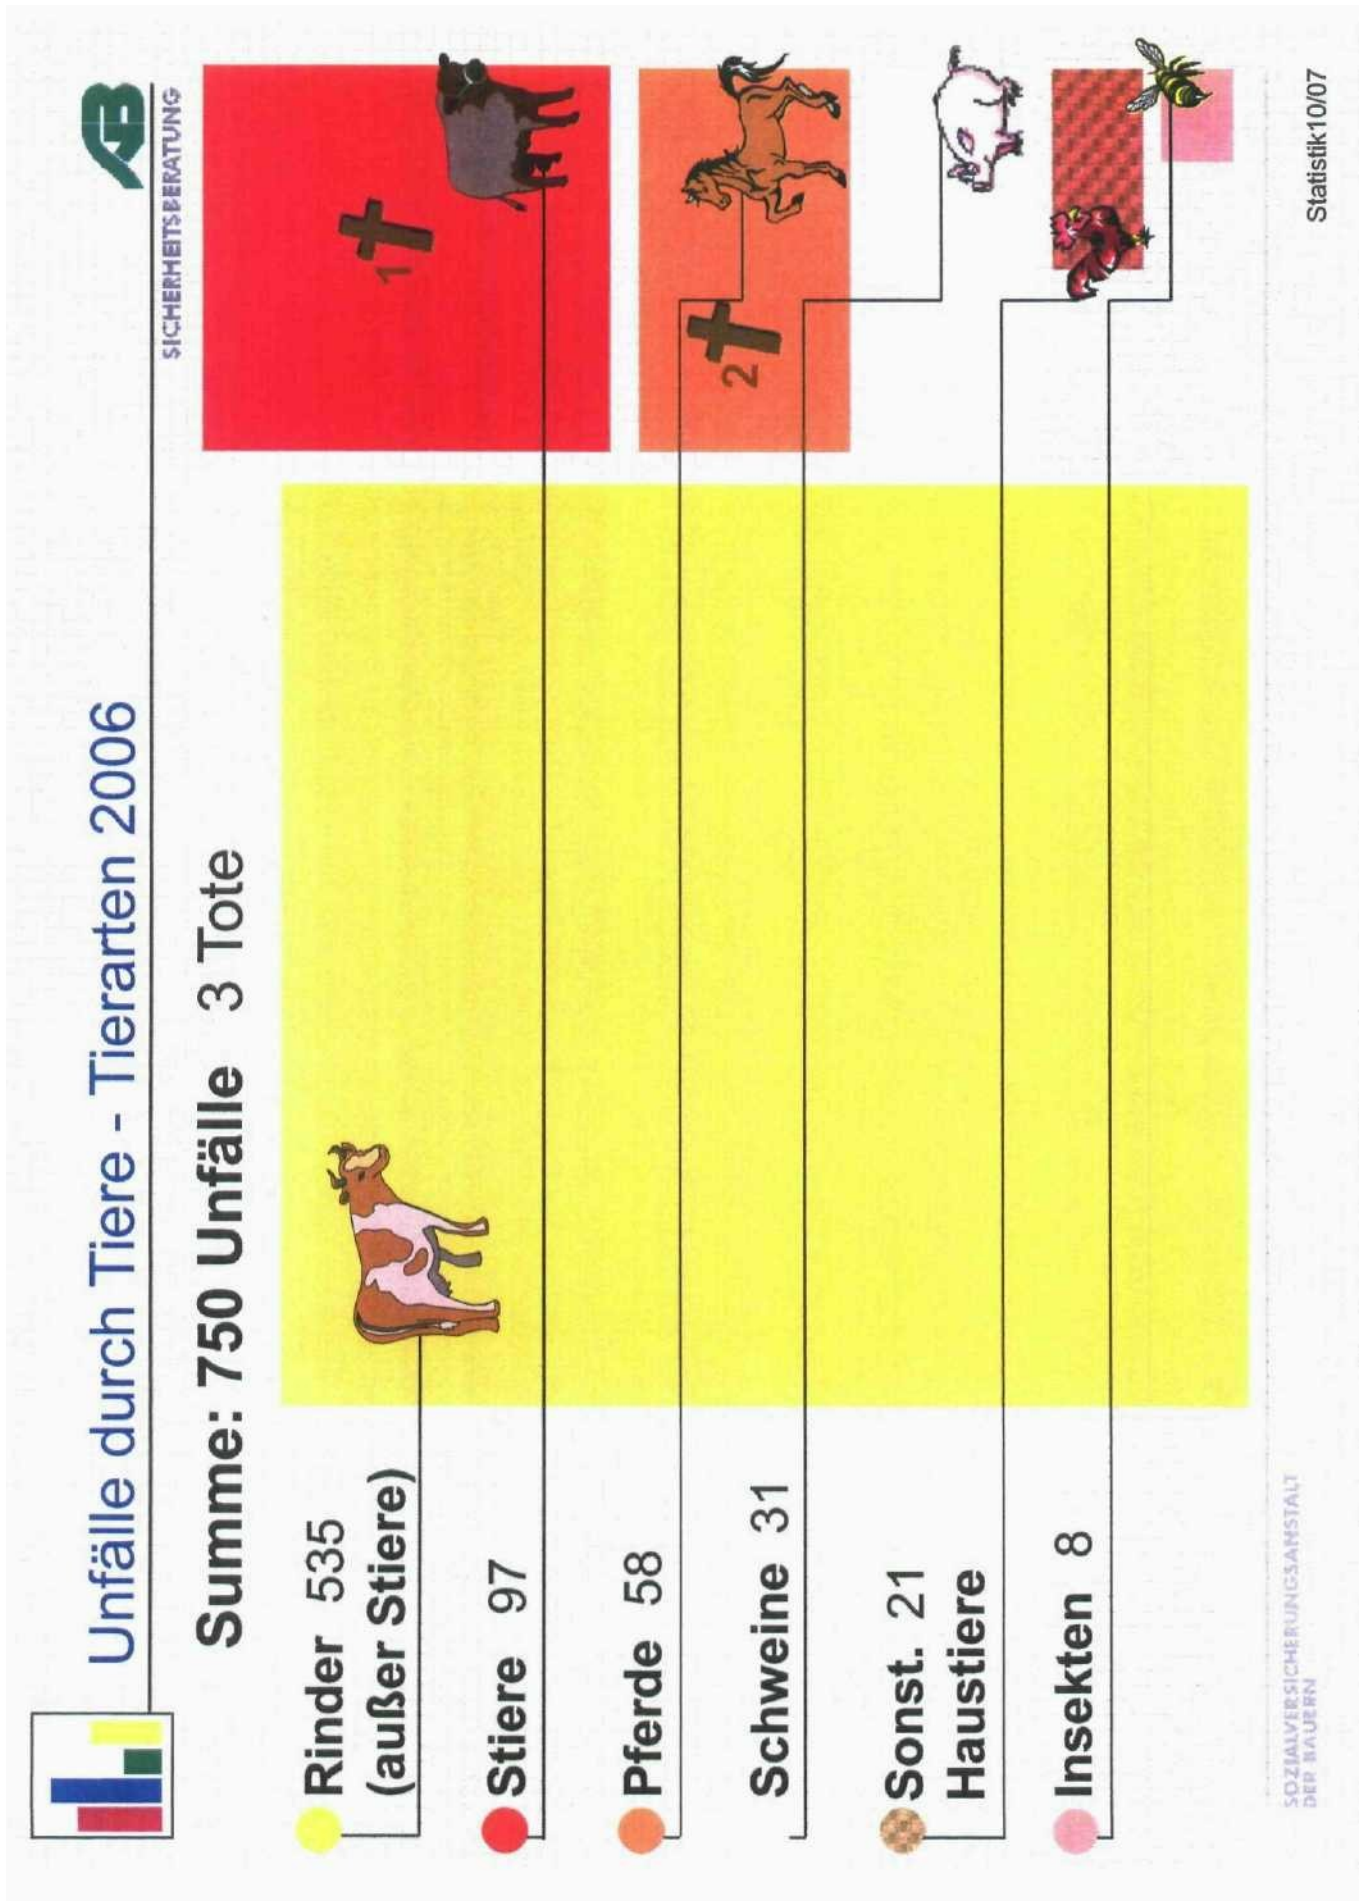 Unfälle durch Tiere - Tierarten 2006
SICHERHEITSBERATUNG
Summe: 750 Unfälle 3 Tote
Rinder 535
(außer Stiere)
Stiere 97
1
Pferde 58
2
Schweine 31
Sonst. 21
Haustiere
Insekten 8
SOZIALVERSICHERUNGSANSTALT
DER BAUERN
Statistik10/07